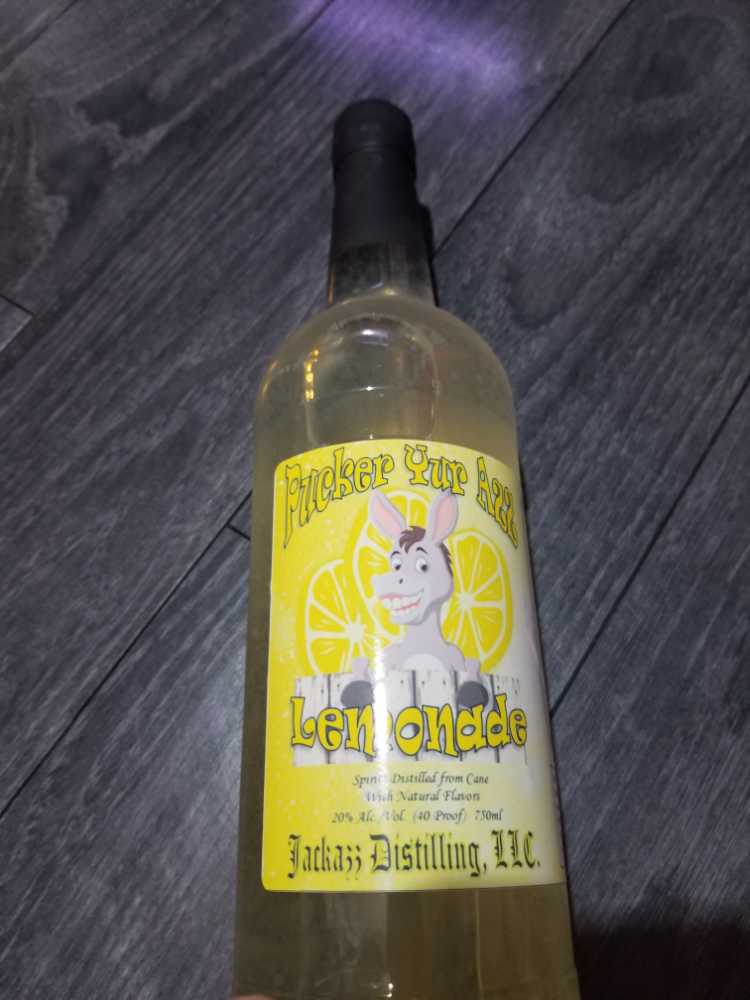 Pucker Yur Azz
Lemonade
Spirits Distilled from Cane
With Natural Flavors
20% Alc/Vol (40 Proof) 750ml
Jackazz Distilling, LLC.